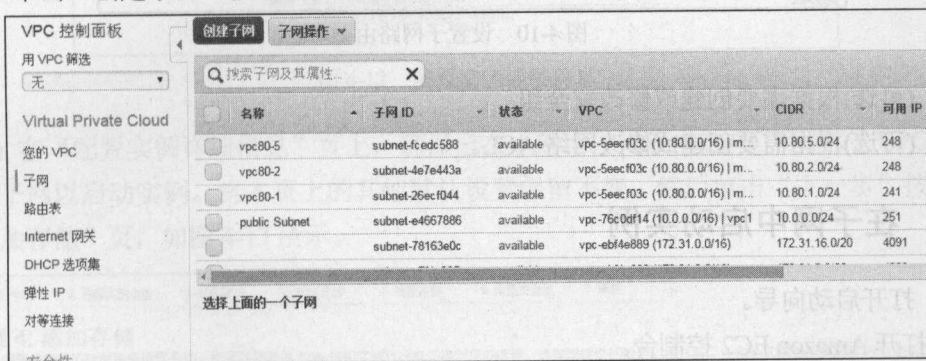 VPC 控制面板
用 VPC 筛选
无
Virtual Private Cloud
您的 VPC
子网
路由表
Internet 网关
DHCP 选项集
弹性 IP
对等连接
安全性
创建子网 子网操作
搜索子网及其属性...
名称 子网 ID 状态 VPC CIDR 可用 IP
vpc80-5 subnet-fcedc588 available vpc-5eecf03c (10.80.0.0/16) | m... 10.80.5.0/24 248
vpc80-2 subnet-4e7e443a available vpc-5eecf03c (10.80.0.0/16) | m... 10.80.2.0/24 248
vpc80-1 subnet-26ecf044 available vpc-5eecf03c (10.80.0.0/16) | m... 10.80.1.0/24 241
public Subnet subnet-e4667886 available vpc-76c0df14 (10.0.0.0/16) | vpc1 10.0.0.0/24 251
subnet-78163e0c available vpc-ebf4e889 (172.31.0.0/16) 172.31.16.0/20 4091
选择上面的一个子网